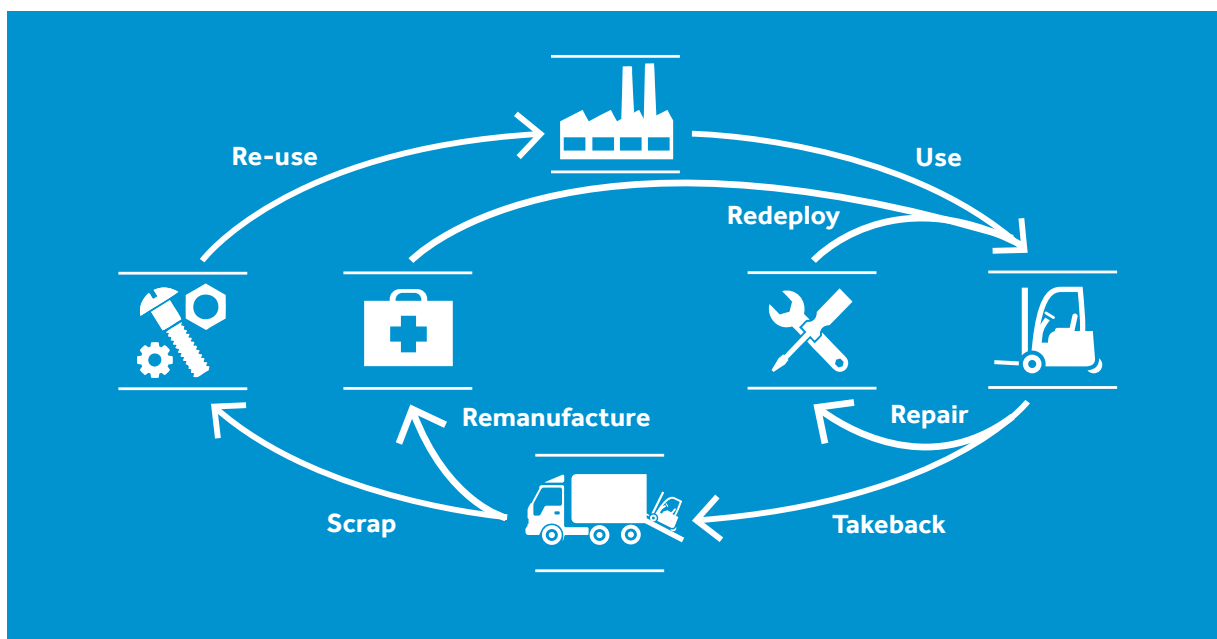 Re-use
Use
Redeploy
Remanufacture
Repair
Scrap
Takeback